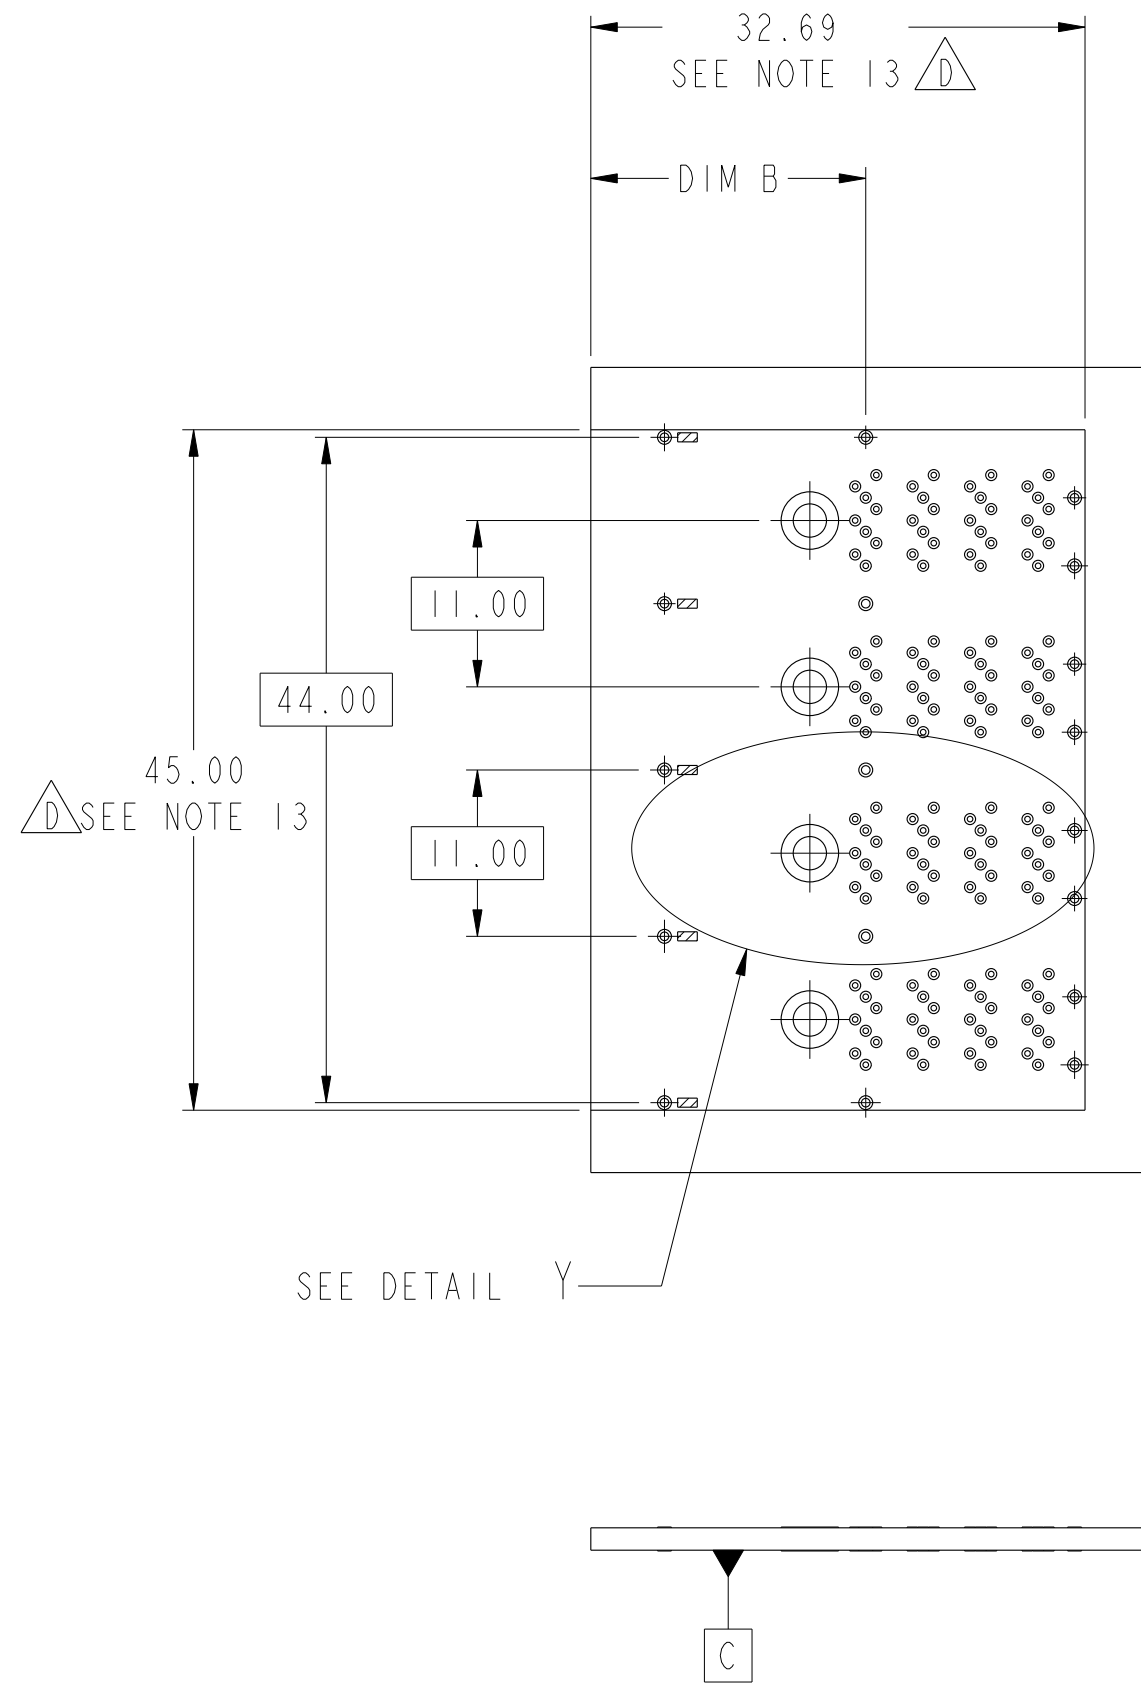 32.69
SEE NOTE 13 D
DIM B
11.00
44.00
45.00
D SEE NOTE 13
11.00
SEE DETAIL Y
C